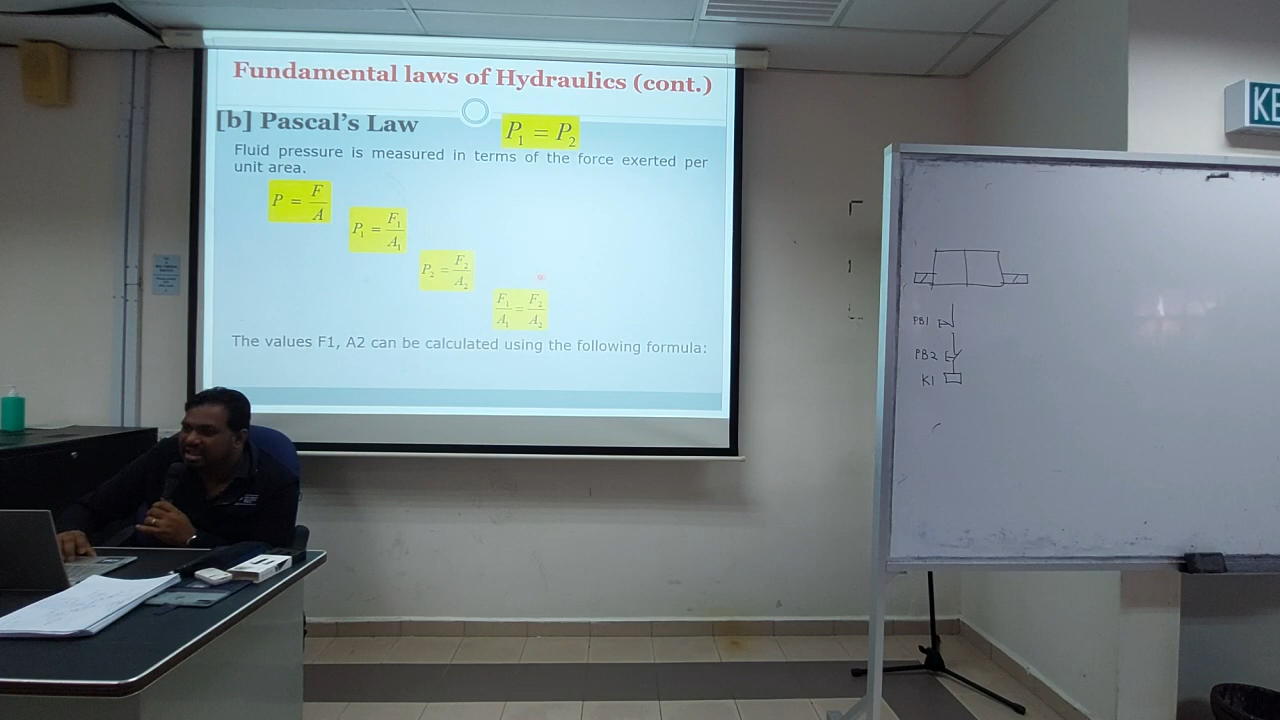 Fundamental laws of Hydraulics (cont.)
[b] Pascal's Law
P₁ = P₂
Fluid pressure is measured in terms of the force exerted per
unit area.
P = F/A
P₁ = F₁/A₁
P₂ = F₂/A₂
F₁/A₁ = F₂/A₂
The values F1, A2 can be calculated using the following formula:
KE
PB1
PB2
K1